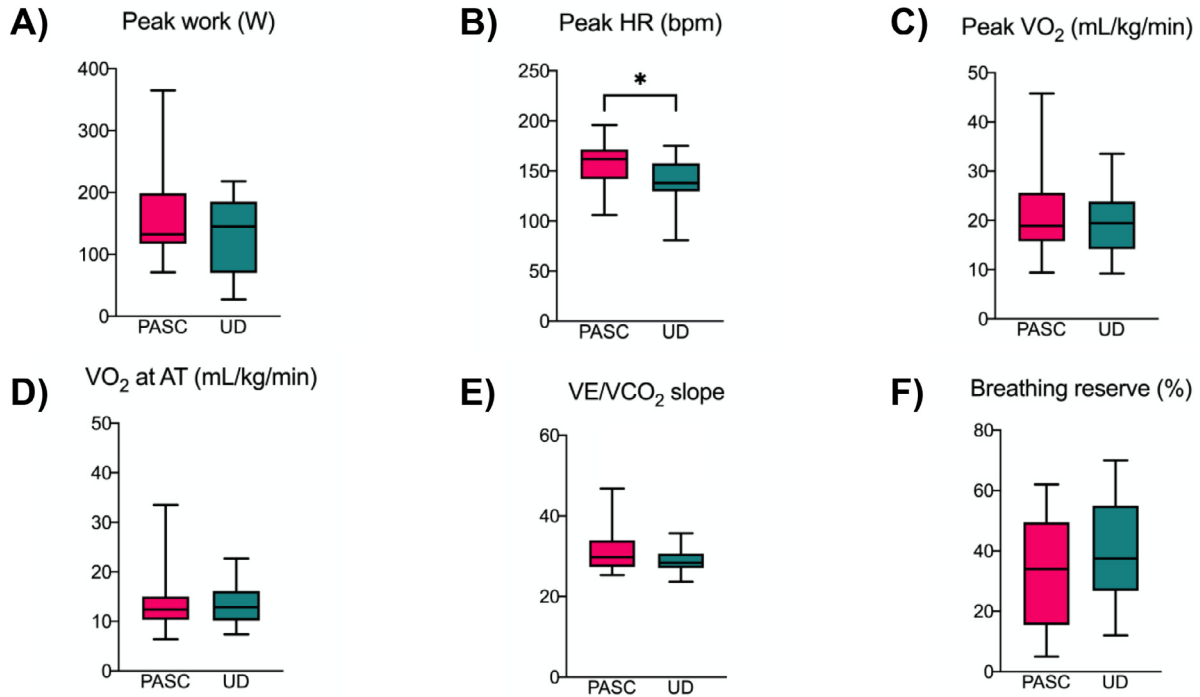 A)
Peak work (W)
400
300
200
100
0
PASC UD
B)
Peak HR (bpm)
250
200
150
100
50
0
*
PASC UD
C)
Peak VO₂ (mL/kg/min)
50
40
30
20
10
0
PASC UD
D)
VO₂ at AT (mL/kg/min)
50
40
30
20
10
0
PASC UD
E)
VE/VCO₂ slope
60
40
20
0
PASC UD
F)
Breathing reserve (%)
80
60
40
20
0
PASC UD